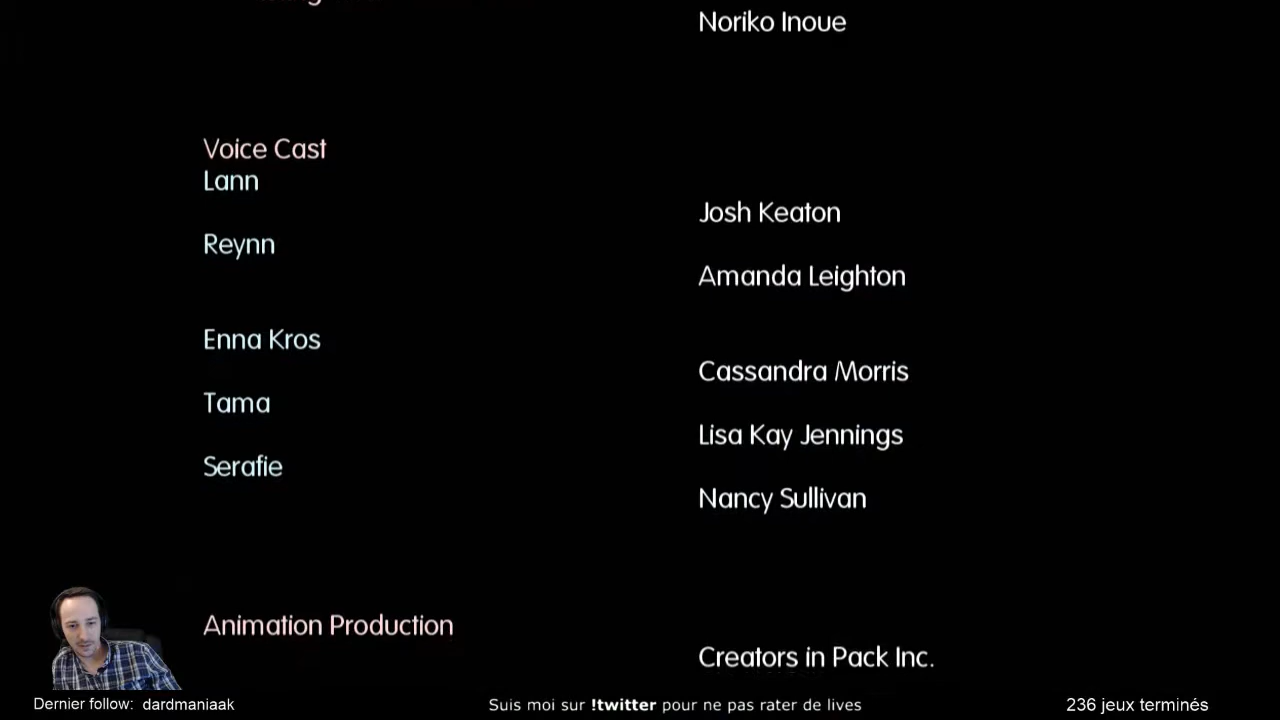 Noriko Inoue
Voice Cast
Lann
Josh Keaton
Reynn
Amanda Leighton
Enna Kros
Cassandra Morris
Tama
Lisa Kay Jennings
Serafie
Nancy Sullivan
Animation Production
Creators in Pack Inc.
Dernier follow: dardmaniaak
Suis moi sur !twitter pour ne pas rater de lives
236 jeux terminés